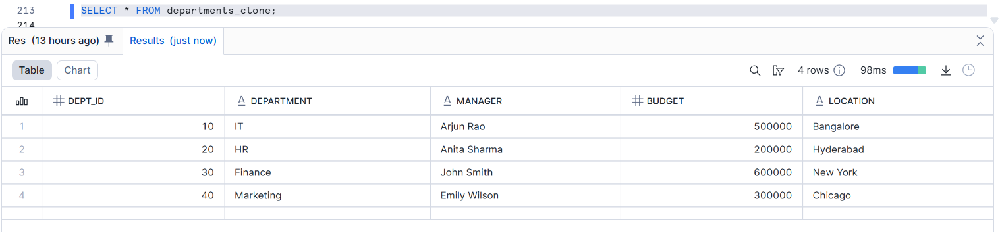 213 SELECT * FROM departments_clone;
214
Res (13 hours ago) Results (just now)
Table Chart 4 rows 98ms
DEPT_ID DEPARTMENT MANAGER BUDGET LOCATION
1 10 IT Arjun Rao 500000 Bangalore
2 20 HR Anita Sharma 200000 Hyderabad
3 30 Finance John Smith 600000 New York
4 40 Marketing Emily Wilson 300000 Chicago